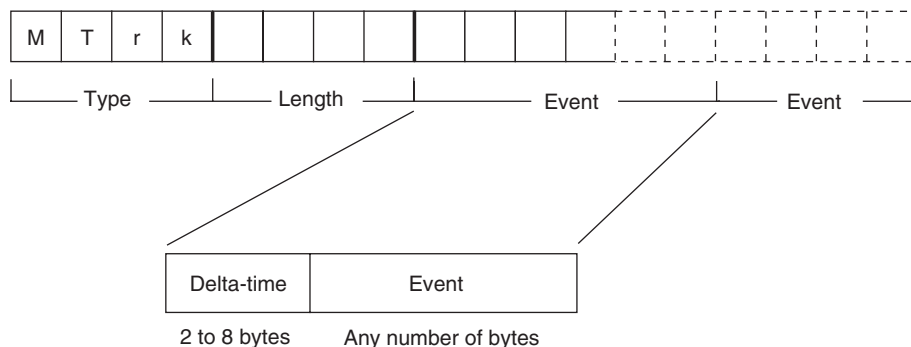 M T r k
Type Length Event Event
Delta-time Event
2 to 8 bytes Any number of bytes